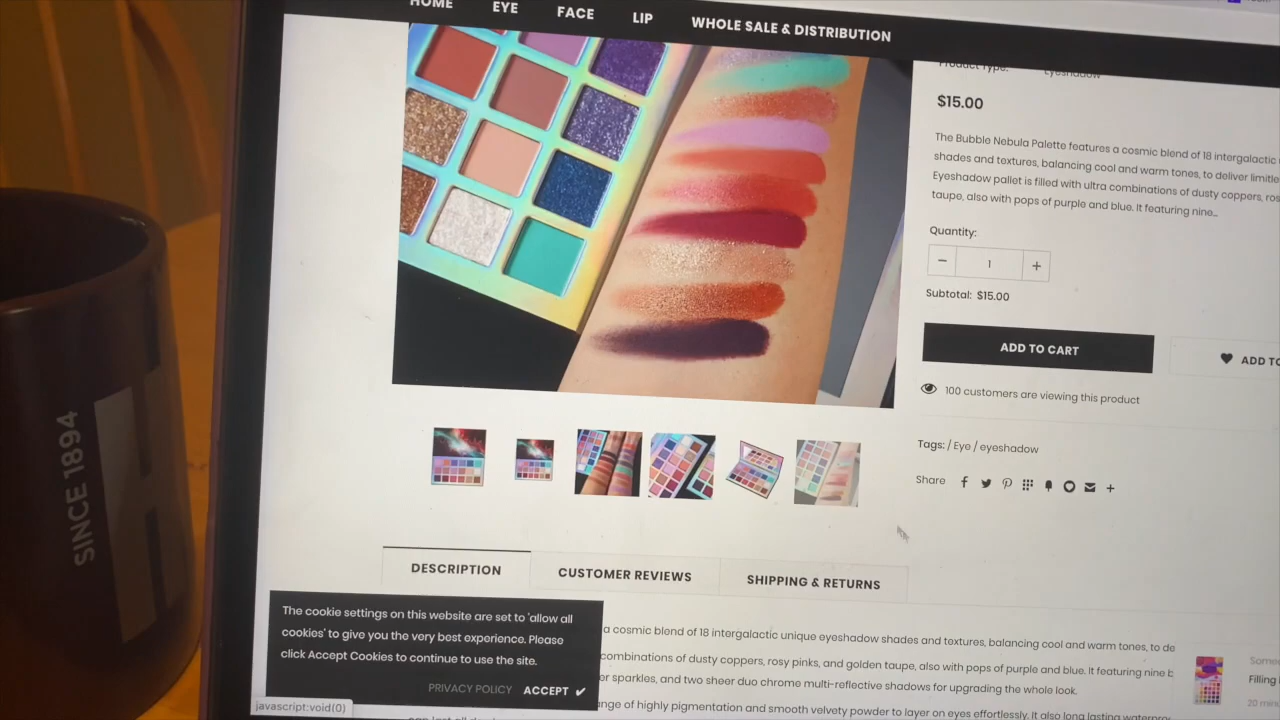 HOME EYE FACE LIP WHOLE SALE & DISTRIBUTION
Product Type: Eyeshadow
$15.00
The Bubble Nebula Palette features a cosmic blend of 18 intergalactic
shades and textures, balancing cool and warm tones, to deliver
Eyeshadow pallet is filled with ultra combinations of dusty coppers,
taupe, also with pops of purple and blue. It featuring nine...
Quantity:
− 1 +
Subtotal: $15.00
ADD TO CART
ADD
100 customers are viewing this product
Tags: / Eye / eyeshadow
Share
SINCE 1894
H
DESCRIPTION CUSTOMER REVIEWS SHIPPING & RETURNS
The cookie settings on this website are set to 'allow all
cookies' to give you the very best experience. Please
click Accept Cookies to continue to use the site.
PRIVACY POLICY ACCEPT ✔
a cosmic blend of 18 intergalactic unique eyeshadow shades and textures, balancing cool and warm tones, to
combinations of dusty coppers, rosy pinks, and golden taupe, also with pops of purple and blue. It featuring nine
sparkles, and two sheer duo chrome multi-reflective shadows for upgrading the whole look.
of highly pigmentation and smooth velvety powder to layer on eyes effortlessly. It also long lasting
Filling
20
javascript:void(0)